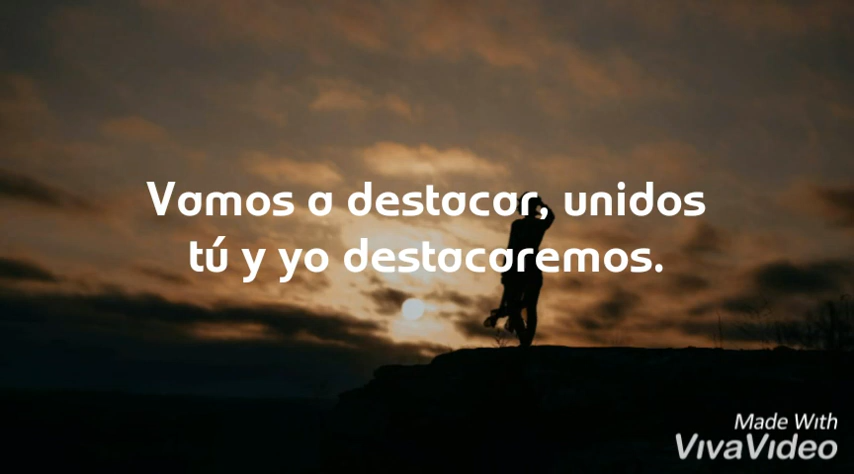 Vamos a destacar, unidos
tú y yo destacaremos.
Made With
VivaVideo